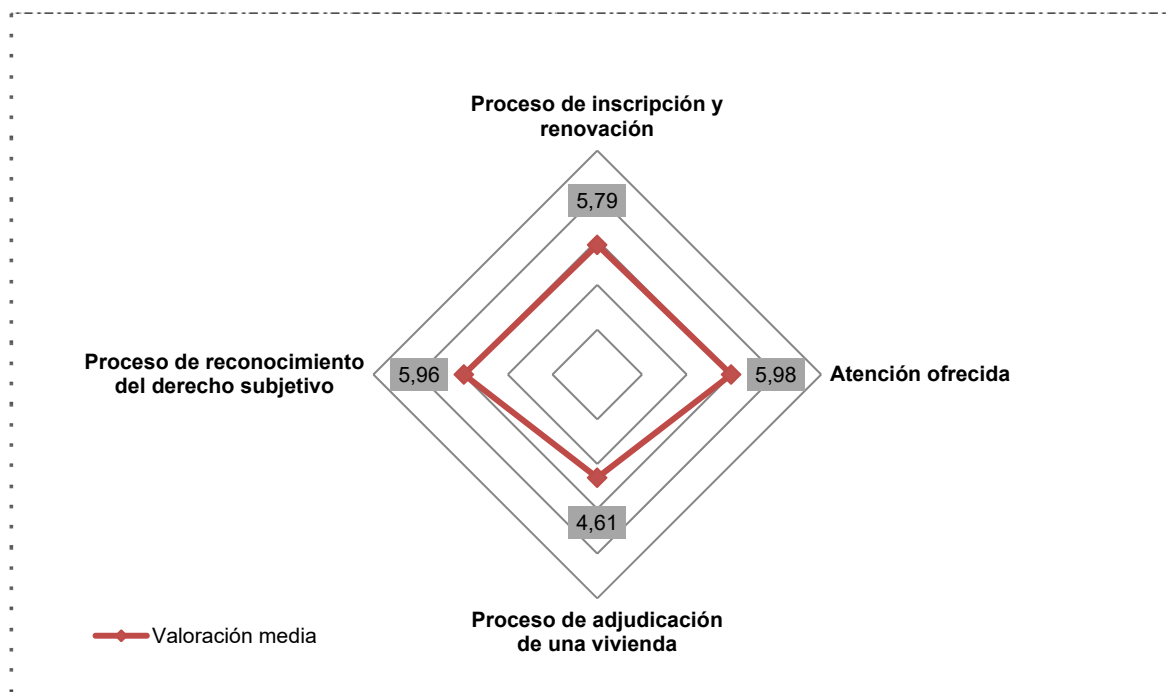 Proceso de inscripción y
renovación
5,79
Proceso de reconocimiento
del derecho subjetivo
5,96
5,98
Atención ofrecida
4,61
Proceso de adjudicación
de una vivienda
Valoración media